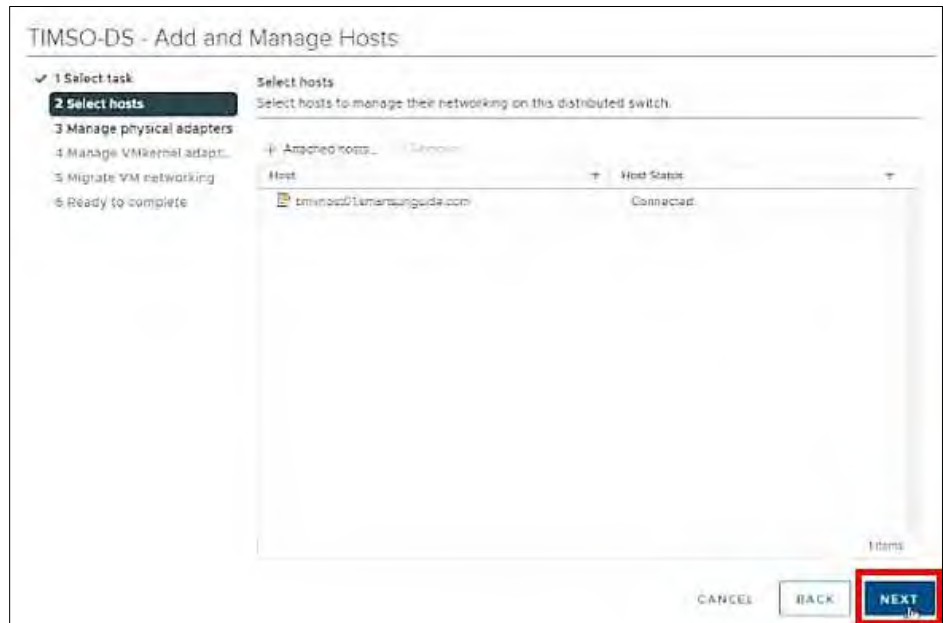 TIMSO-DS - Add and Manage Hosts
✓ 1 Select task
2 Select hosts
3 Manage physical adapters
4 Manage VMkernel adapt...
5 Migrate VM networking
6 Ready to complete
Select hosts
Select hosts to manage their networking on this distributed switch.
+ Attached hosts...
Host
Host Status
Connected
1 items
CANCEL
BACK
NEXT